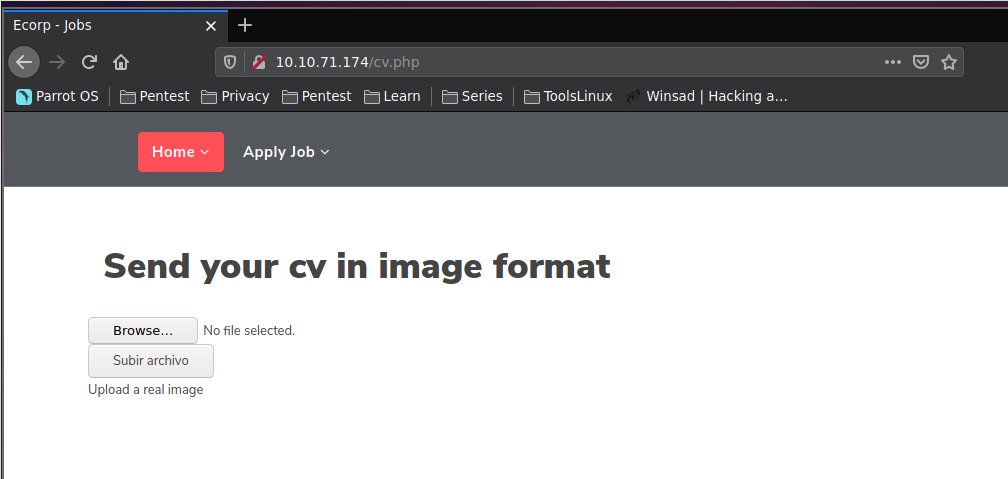 Ecorp - Jobs
10.10.71.174/cv.php
Parrot OS Pentest Privacy Pentest Learn Series ToolsLinux Winsad | Hacking a...
Home Apply Job
Send your cv in image format
Browse... No file selected.
Subir archivo
Upload a real image